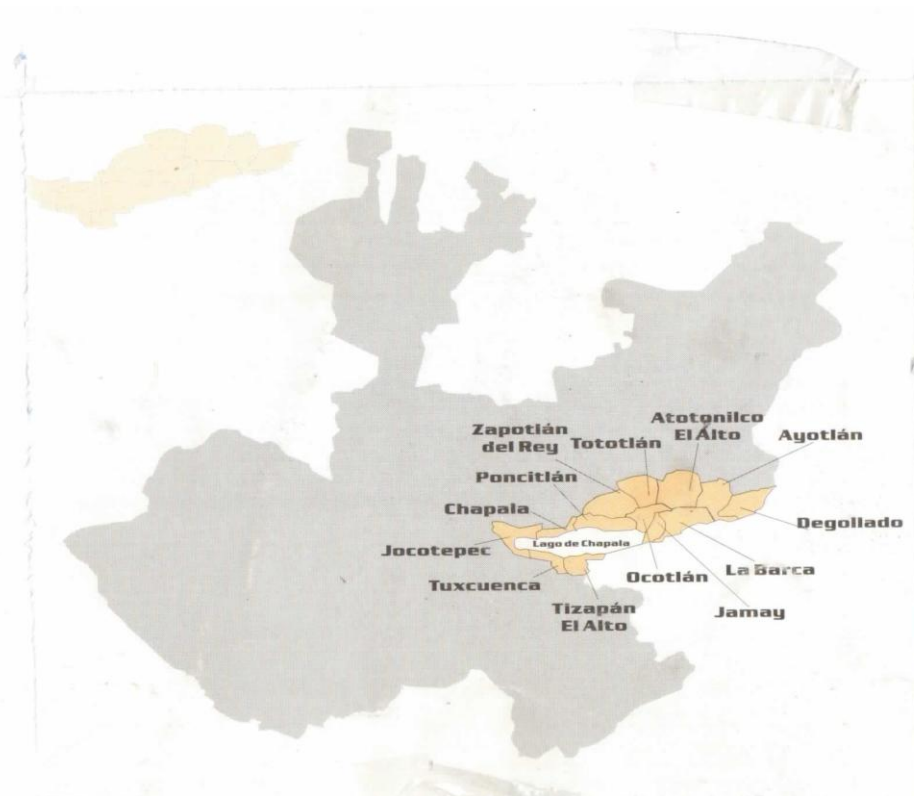 Atotonilco
El Alto
Zapotlán
del Rey
Tototlán
Ayotlán
Poncitlán
Chapala
Degollado
Lago de Chapala
Jocotepec
La Barca
Ocotlán
Tuxcuenca
Tizapán
El Alto
Jamay